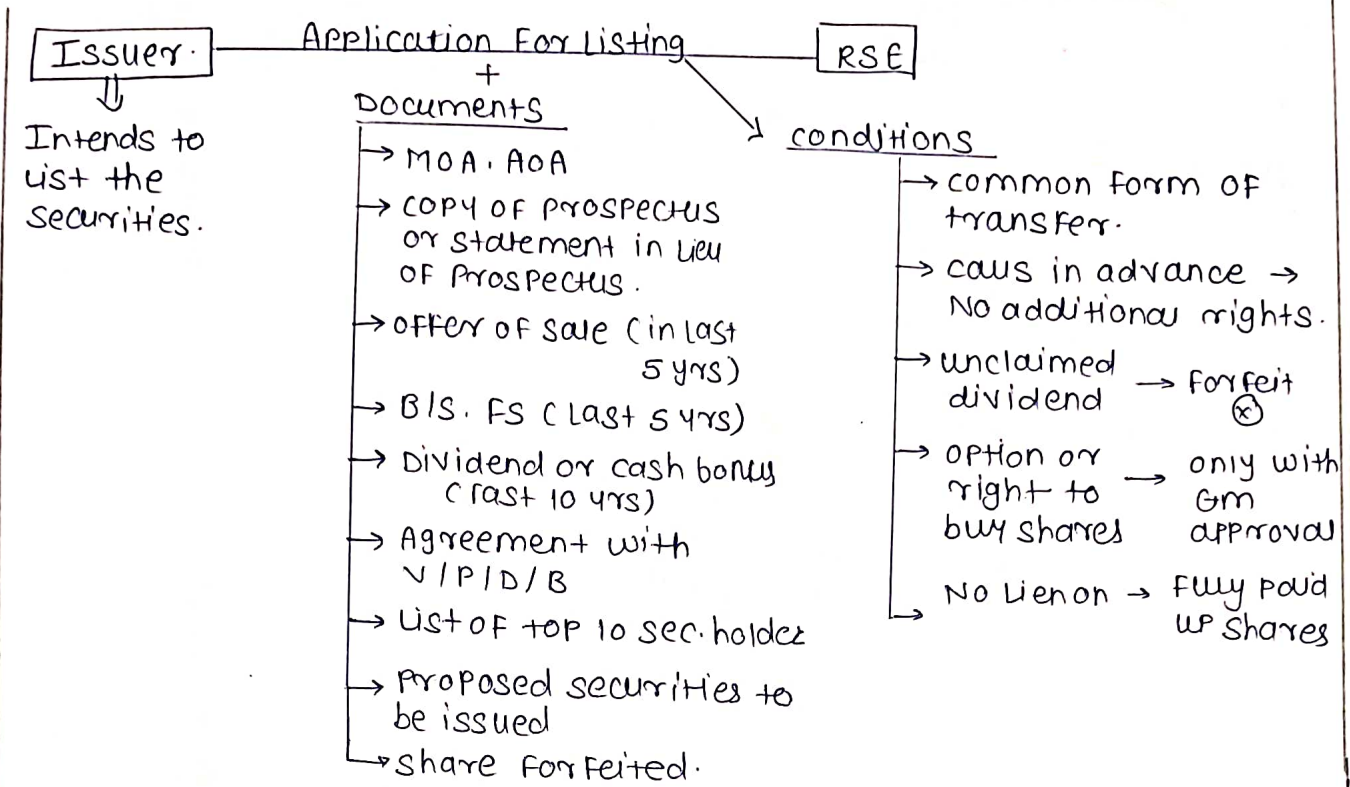 Issuer.
Application For Listing
RSE
+
Intends to
list the
securities.
Documents
→ MOA, AOA
→ copy of prospectus
or statement in lieu
of Prospectus.
→ offer of sale (in last
5 yrs)
→ B/S. FS (Last 5 yrs)
→ Dividend or cash bonus
(last 10 yrs)
→ Agreement with
V/P/D/B
→ List of top 10 sec. holder
→ Proposed securities to
be issued
→ share forfeited.
conditions
→ common form of
transfer.
→ calls in advance →
No additional rights.
→ unclaimed
dividend → forfeit
ⓧ
→ option or
right to
buy shares → only with
Gm
approval
→ No Lien on → fully paid
up shares